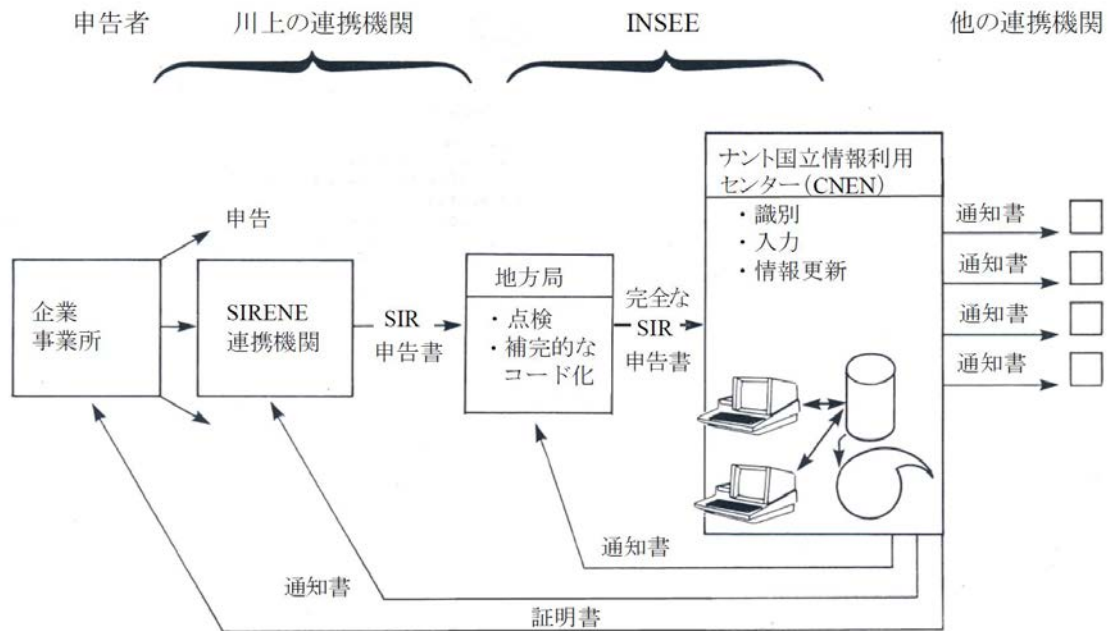 申告者
川上の連携機関
INSEE
他の連携機関
企業
事業所
申告
SIRENE
連携機関
SIR
申告書
地方局
・点検
・補完的な
コード化
完全な
SIR
申告書
ナント国立情報利用
センター（CNEN）
・識別
・入力
・情報更新
通知書
通知書
通知書
通知書
通知書
通知書
証明書